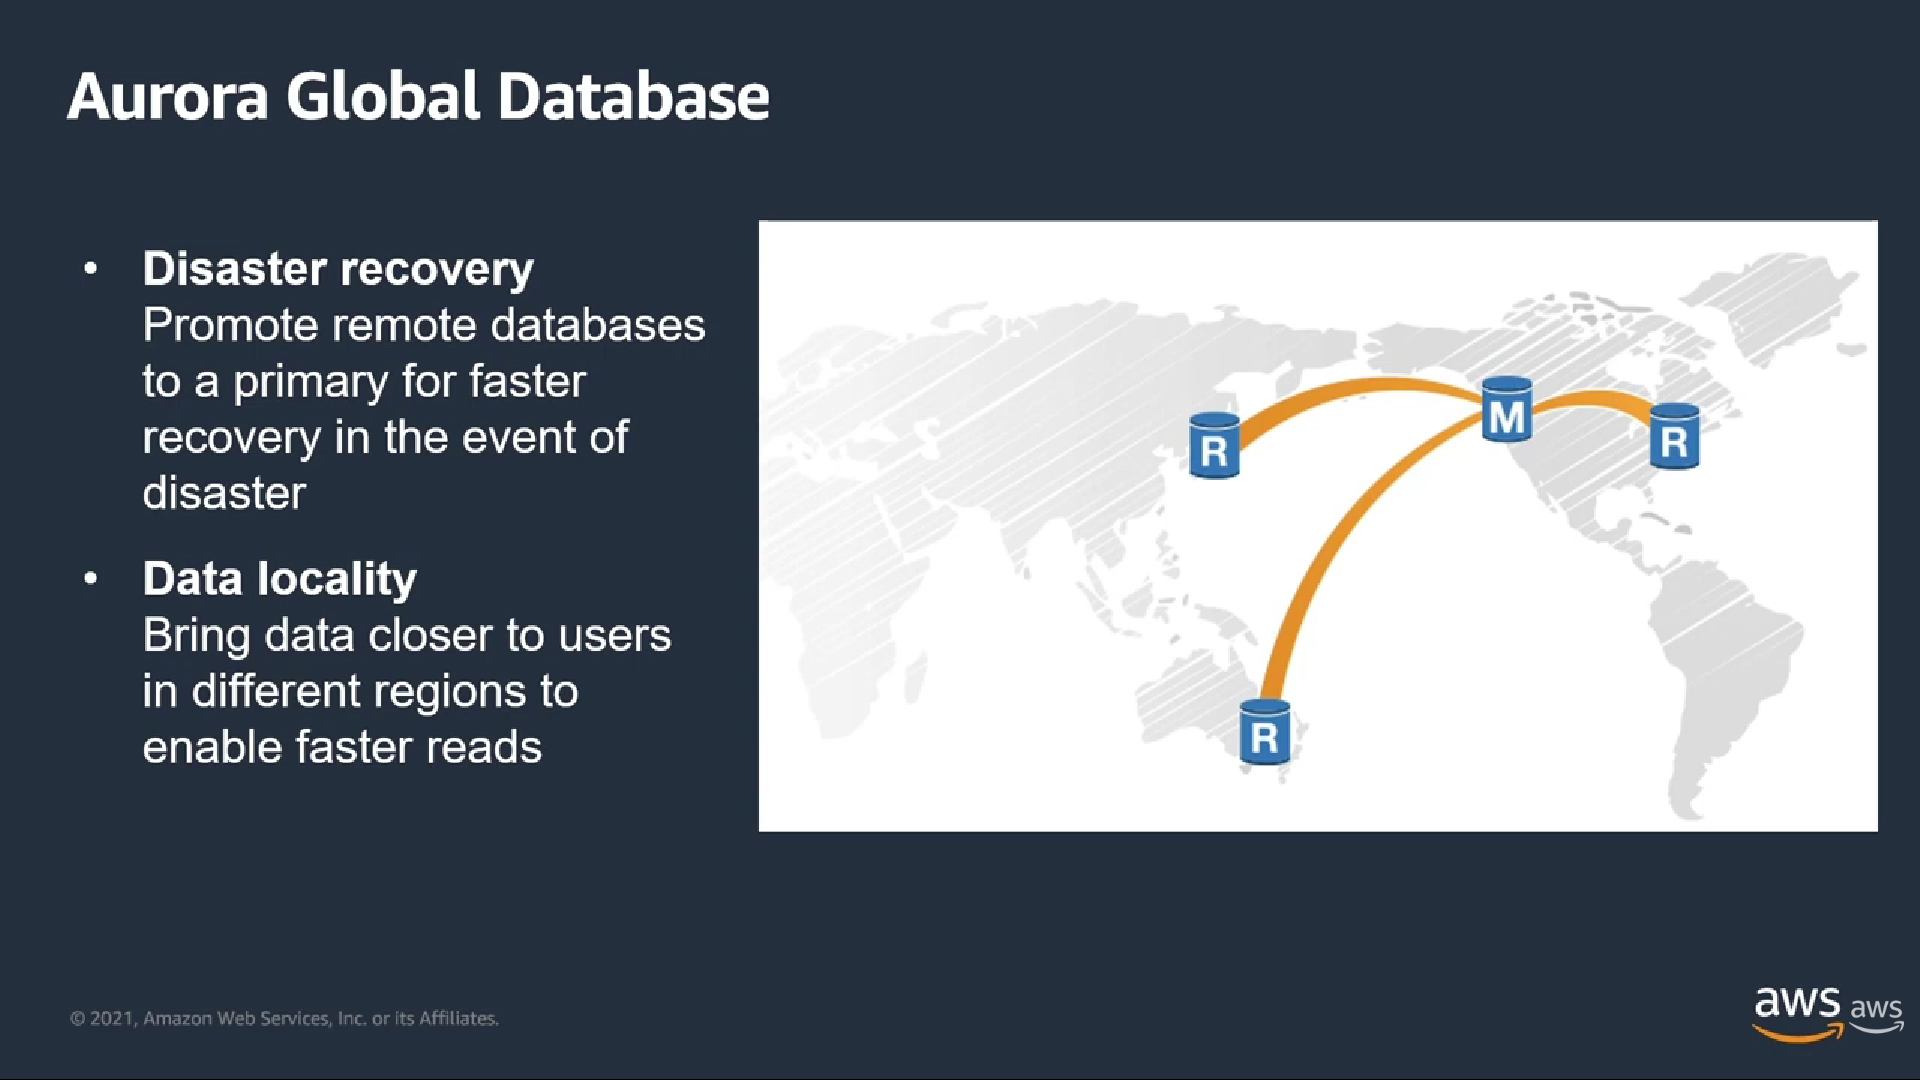 Aurora Global Database
• Disaster recovery
Promote remote databases
to a primary for faster
recovery in the event of
disaster
• Data locality
Bring data closer to users
in different regions to
enable faster reads
R
M
R
R
© 2021, Amazon Web Services, Inc. or its Affiliates.
aws aws